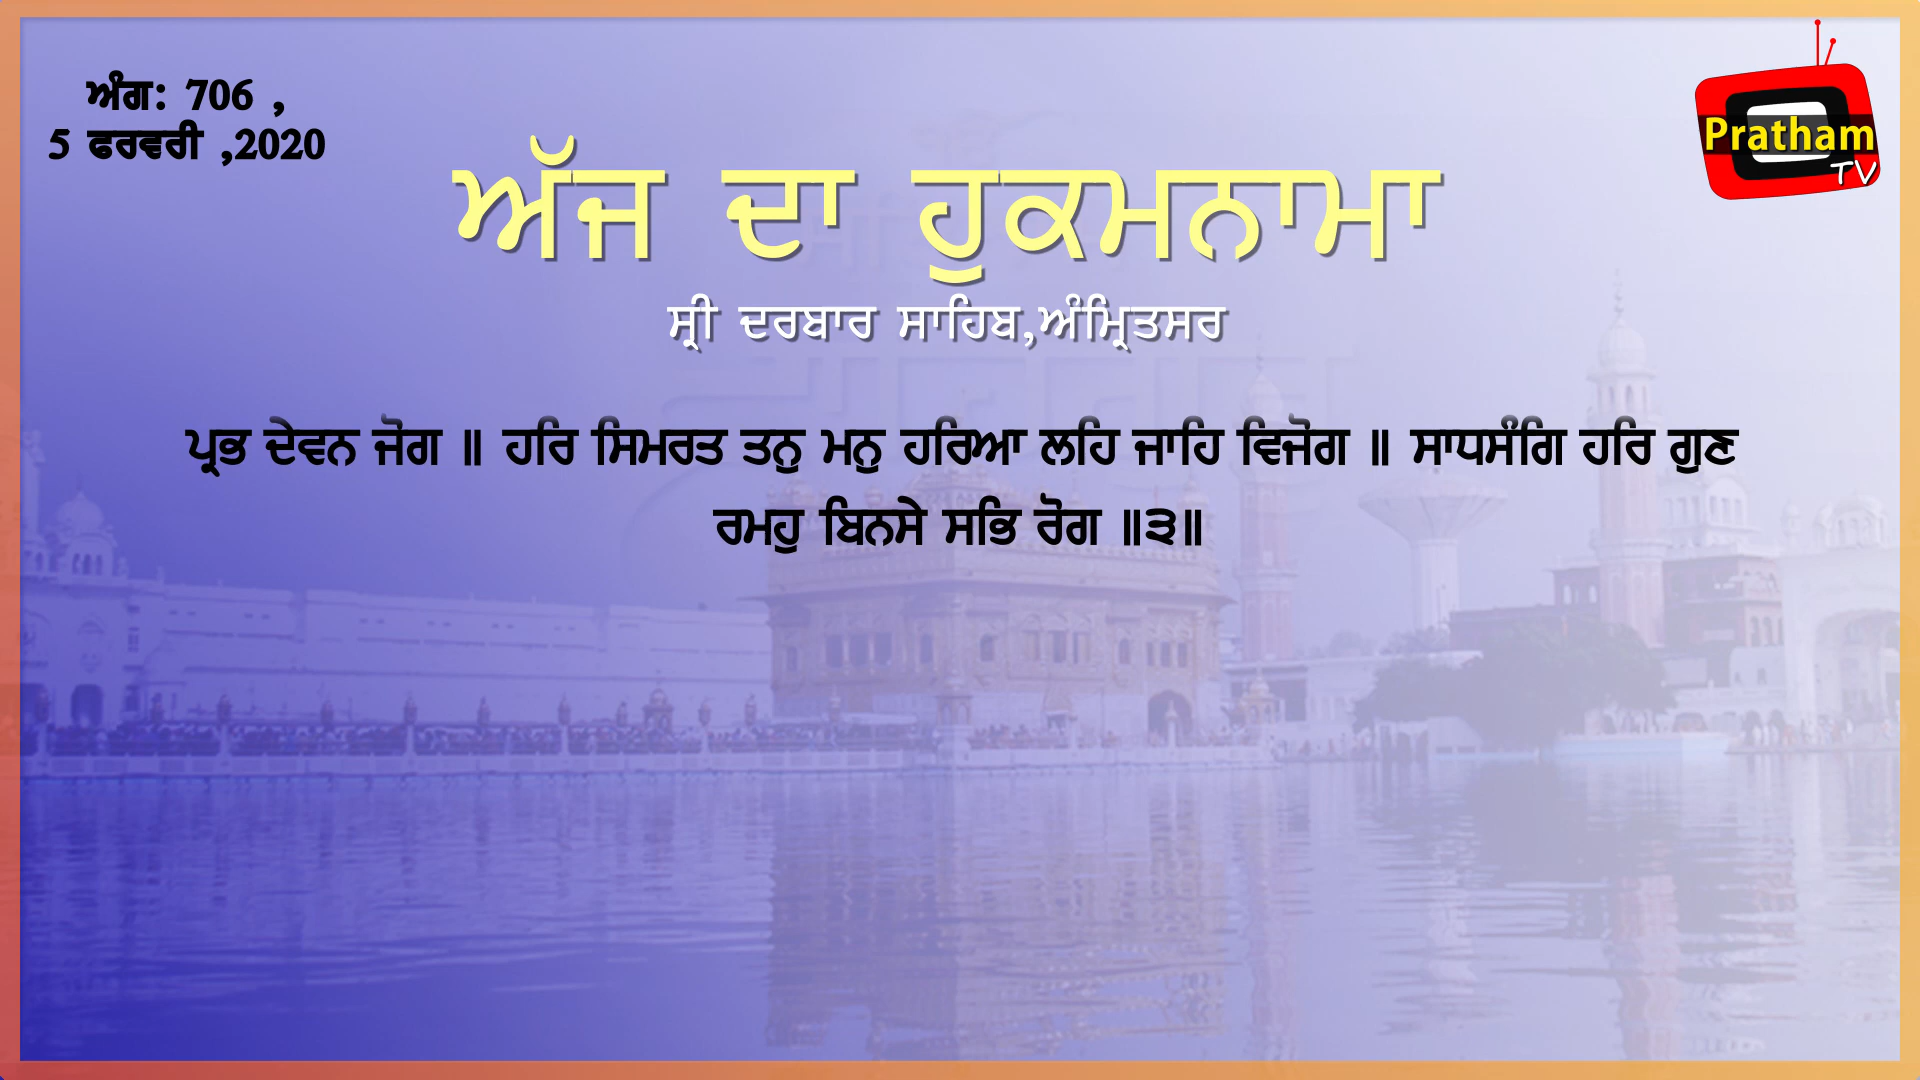 ਅੰਗ: 706 ,
5 ਫਰਵਰੀ ,2020
Pratham
TV
ਅੱਜ ਦਾ ਹੁਕਮਨਾਮਾ
ਸ੍ਰੀ ਦਰਬਾਰ ਸਾਹਿਬ,ਅੰਮ੍ਰਿਤਸਰ
ਪ੍ਰਭ ਦੇਵਨ ਜੋਗ ॥ ਹਰਿ ਸਿਮਰਤ ਤਨੁ ਮਨੁ ਹਰਿਆ ਲਹਿ ਜਾਹਿ ਵਿਜੋਗ ॥ ਸਾਧਸੰਗਿ ਹਰਿ ਗੁਣ
ਰਮਹੁ ਬਿਨਸੇ ਸਭਿ ਰੋਗ ॥੩॥